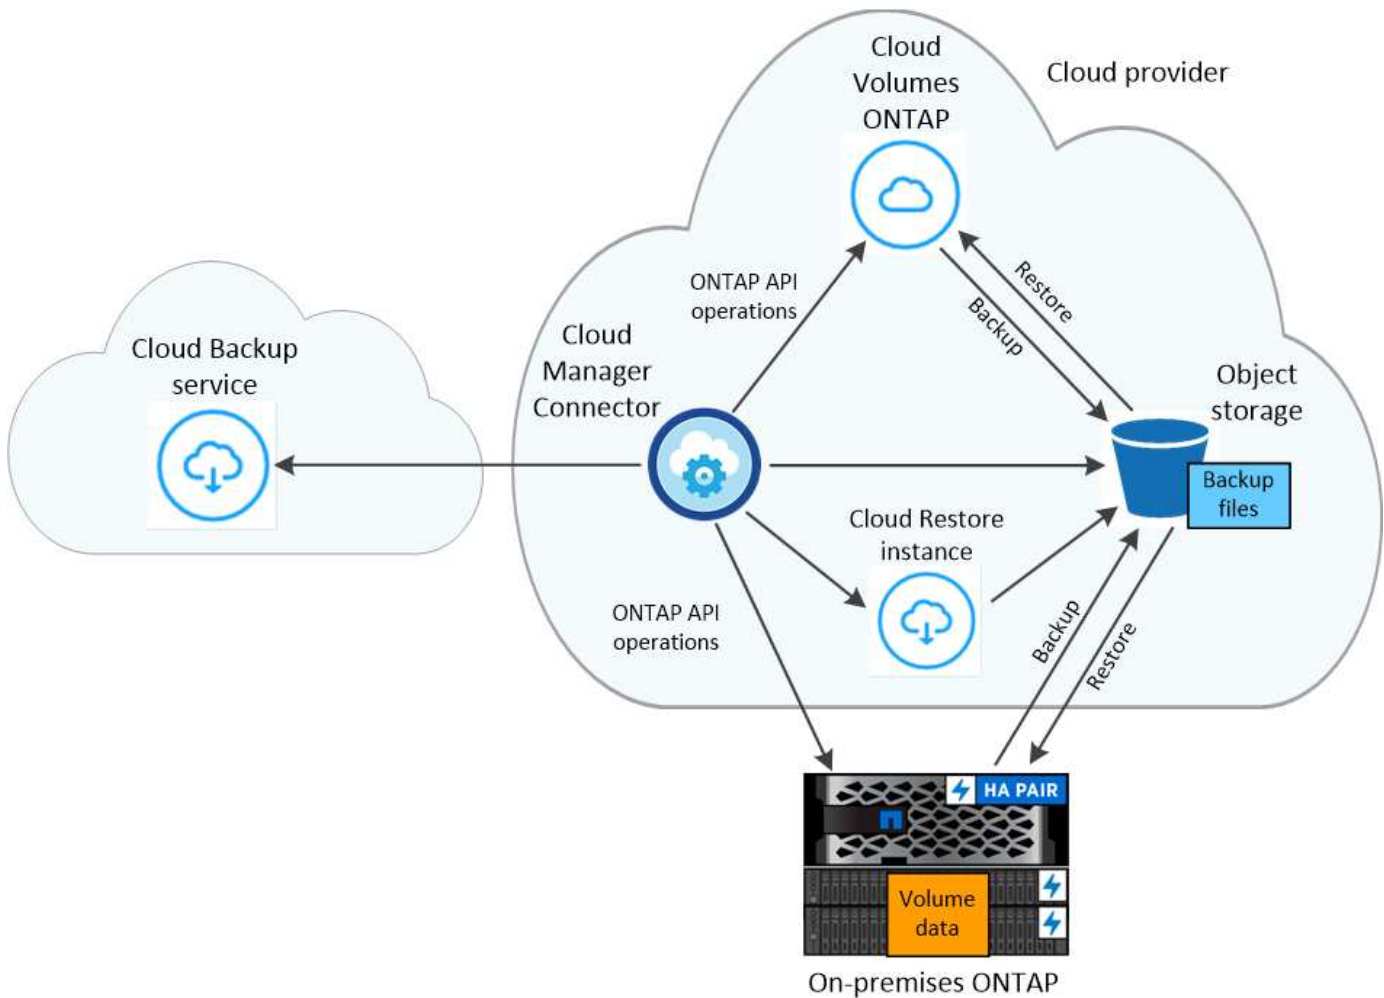 Cloud
Volumes
ONTAP
Cloud provider
ONTAP API
operations
Restore
Backup
Cloud Backup
service
Cloud
Manager
Connector
Object
storage
Backup
files
Cloud Restore
instance
ONTAP API
operations
Backup
Restore
HA PAIR
Volume
data
On-premises ONTAP